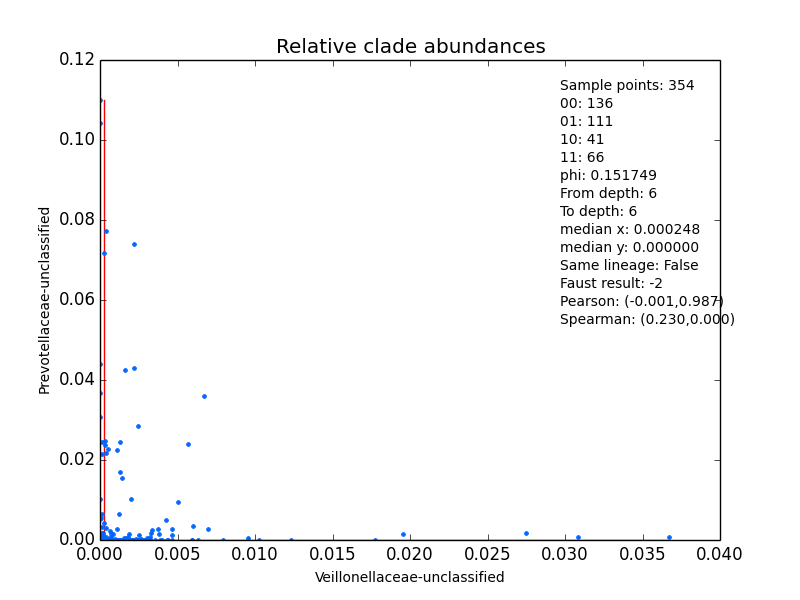 Relative clade abundances
0.12
0.10
0.08
0.06
0.04
0.02
0.00
Prevotellaceae-unclassified
Sample points: 354
00: 136
01: 111
10: 41
11: 66
phi: 0.151749
From depth: 6
To depth: 6
median x: 0.000248
median y: 0.000000
Same lineage: False
Faust result: -2
Pearson: (-0.001,0.987)
Spearman: (0.230,0.000)
0.000 0.005 0.010 0.015 0.020 0.025 0.030 0.035 0.040
Veillonellaceae-unclassified